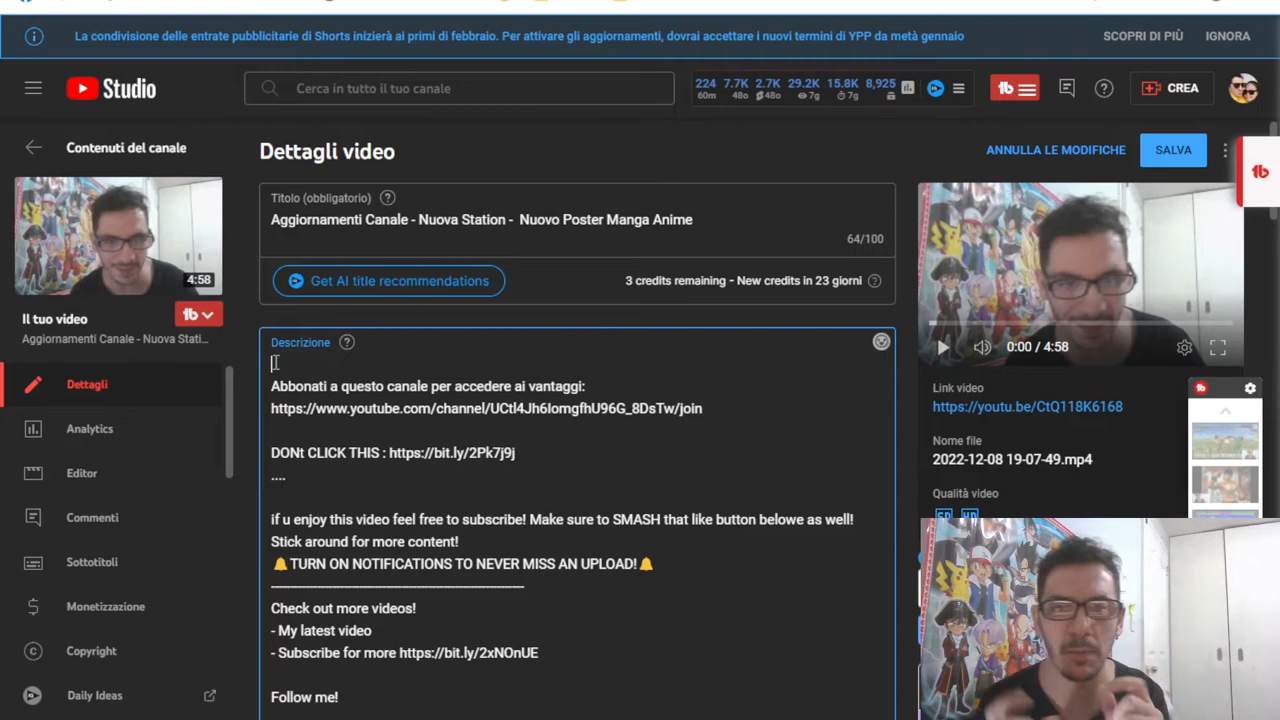 La condivisione delle entrate pubblicitarie di Shorts inizierà ai primi di febbraio. Per attivare gli aggiornamenti, dovrai accettare i nuovi termini di YPP da metà gennaio
SCOPRI DI PIÙ
IGNORA
Studio
Cerca in tutto il tuo canale
224 7.7K 2.7K 29.2K 15.8K 8,925
60m 48o 48o 7g 7g
CREA
Contenuti del canale
Dettagli video
ANNULLA LE MODIFICHE
SALVA
Titolo (obbligatorio)
Aggiornamenti Canale - Nuova Station - Nuovo Poster Manga Anime
64/100
Get AI title recommendations
3 credits remaining - New credits in 23 giorni
4:58
Il tuo video
Aggiornamenti Canale - Nuova Stati...
Dettagli
Analytics
Editor
Commenti
Sottotitoli
Monetizzazione
Copyright
Daily Ideas
Descrizione
Abbonati a questo canale per accedere ai vantaggi:
https://www.youtube.com/channel/UCtl4Jh6IomgfhU96G_8DsTw/join
DONt CLICK THIS : https://bit.ly/2Pk7j9j
....
if u enjoy this video feel free to subscribe! Make sure to SMASH that like button belowe as well!
Stick around for more content!
🔔TURN ON NOTIFICATIONS TO NEVER MISS AN UPLOAD!🔔
---------------------------------------------------------------
Check out more videos!
- My latest video
- Subscribe for more https://bit.ly/2xNOnUE
Follow me!
0:00 / 4:58
Link video
https://youtu.be/CtQ118K6168
Nome file
2022-12-08 19-07-49.mp4
Qualità video